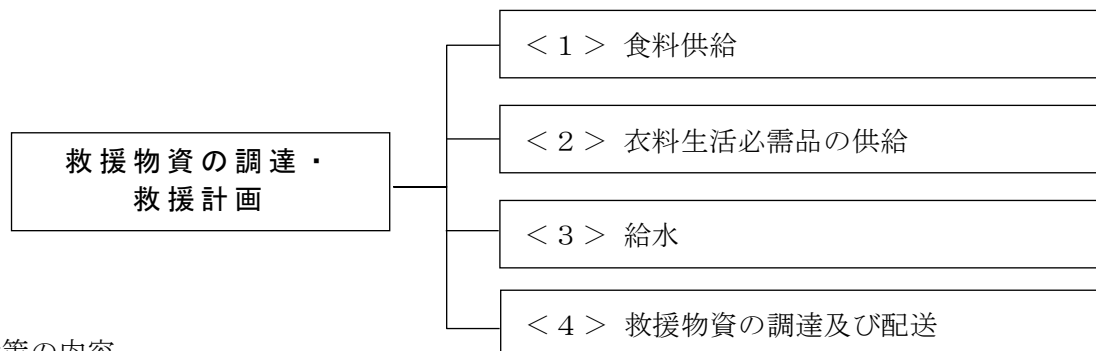 救援物資の調達・
救援計画
＜１＞ 食料供給
＜２＞ 衣料生活必需品の供給
＜３＞ 給水
＜４＞ 救援物資の調達及び配送
等の内容